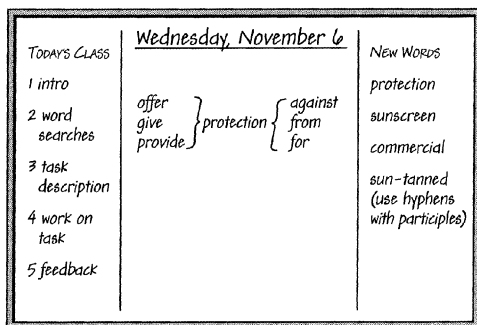 Wednesday, November 6
TODAY'S CLASS
1 intro
2 word
searches
3 task
description
4 work on
task
5 feedback
offer
give
provide
protection
against
from
for
NEW WORDS
protection
sunscreen
commercial
sun-tanned
(use hyphens
with participles)